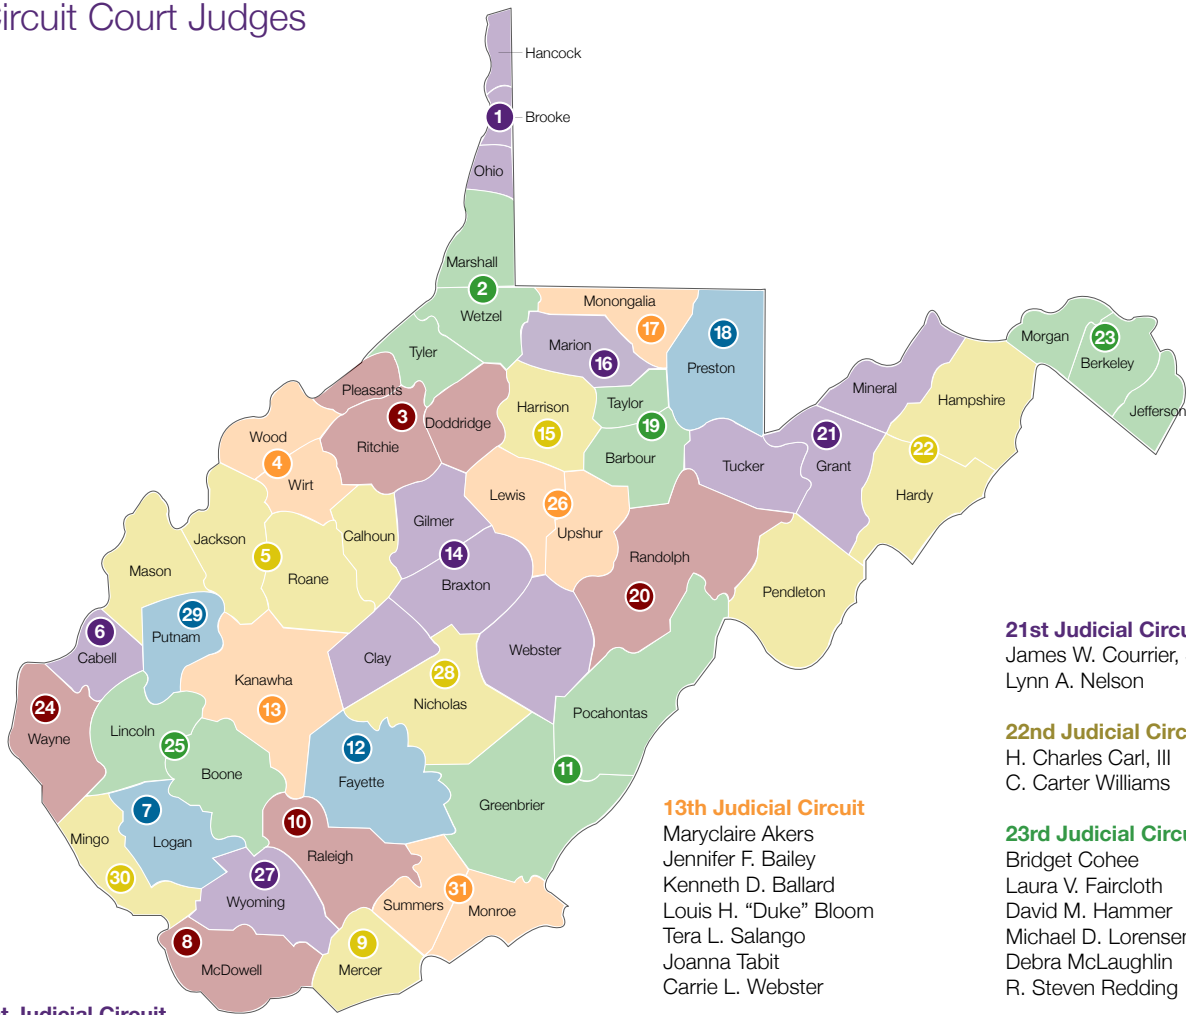 ircuit Court Judges
Hancock
1
Brooke
Ohio
Marshall
2
Wetzel
Monongalia
17
18
Marion
16
Preston
Tyler
Pleasants
3
Doddridge
Ritchie
Harrison
15
Taylor
19
Barbour
Morgan
23
Berkeley
Jefferson
Mineral
Hampshire
21
Grant
22
Hardy
Tucker
Wood
4
Wirt
Lewis
26
Upshur
Gilmer
14
Braxton
Calhoun
Jackson
5
Roane
Mason
Randolph
20
Pendleton
29
Putnam
6
Cabell
Clay
Webster
28
Nicholas
Kanawha
13
24
Wayne
Lincoln
25
Boone
12
Fayette
Pocahontas
11
Greenbrier
7
Logan
10
Raleigh
Mingo
30
27
Wyoming
Summers
31
Monroe
8
McDowell
9
Mercer
t Judicial Circuit
13th Judicial Circuit
Maryclaire Akers
Jennifer F. Bailey
Kenneth D. Ballard
Louis H. “Duke” Bloom
Tera L. Salango
Joanna Tabit
Carrie L. Webster
21st Judicial Circu
James W. Courrier,
Lynn A. Nelson
22nd Judicial Circ
H. Charles Carl, III
C. Carter Williams
23rd Judicial Circu
Bridget Cohee
Laura V. Faircloth
David M. Hammer
Michael D. Lorensen
Debra McLaughlin
R. Steven Redding